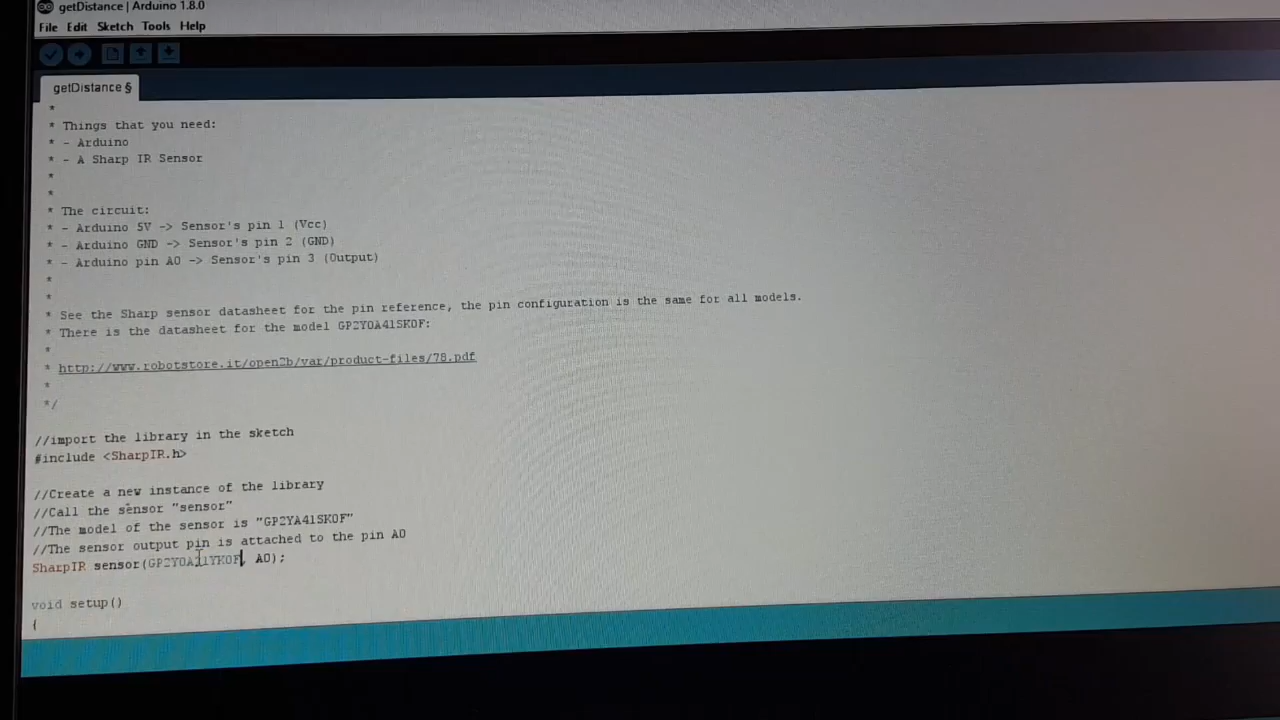 getDistance | Arduino 1.8.0
File Edit Sketch Tools Help
getDistance §
*
* Things that you need:
* - Arduino
* - A Sharp IR Sensor
*
*
* The circuit:
* - Arduino 5V -> Sensor's pin 1 (Vcc)
* - Arduino GND -> Sensor's pin 2 (GND)
* - Arduino pin A0 -> Sensor's pin 3 (Output)
*
*
* See the Sharp sensor datasheet for the pin reference, the pin configuration is the same for all models.
* There is the datasheet for the model GP2Y0A41SK0F:
*
* http://www.robotstore.it/open2b/var/product-files/78.pdf
*
*/
//import the library in the sketch
#include <SharpIR.h>
//Create a new instance of the library
//Call the sensor "sensor"
//The model of the sensor is "GP2YA41SK0F"
//The sensor output pin is attached to the pin A0
SharpIR sensor(GP2Y0A21YK0F, A0);
void setup()
{